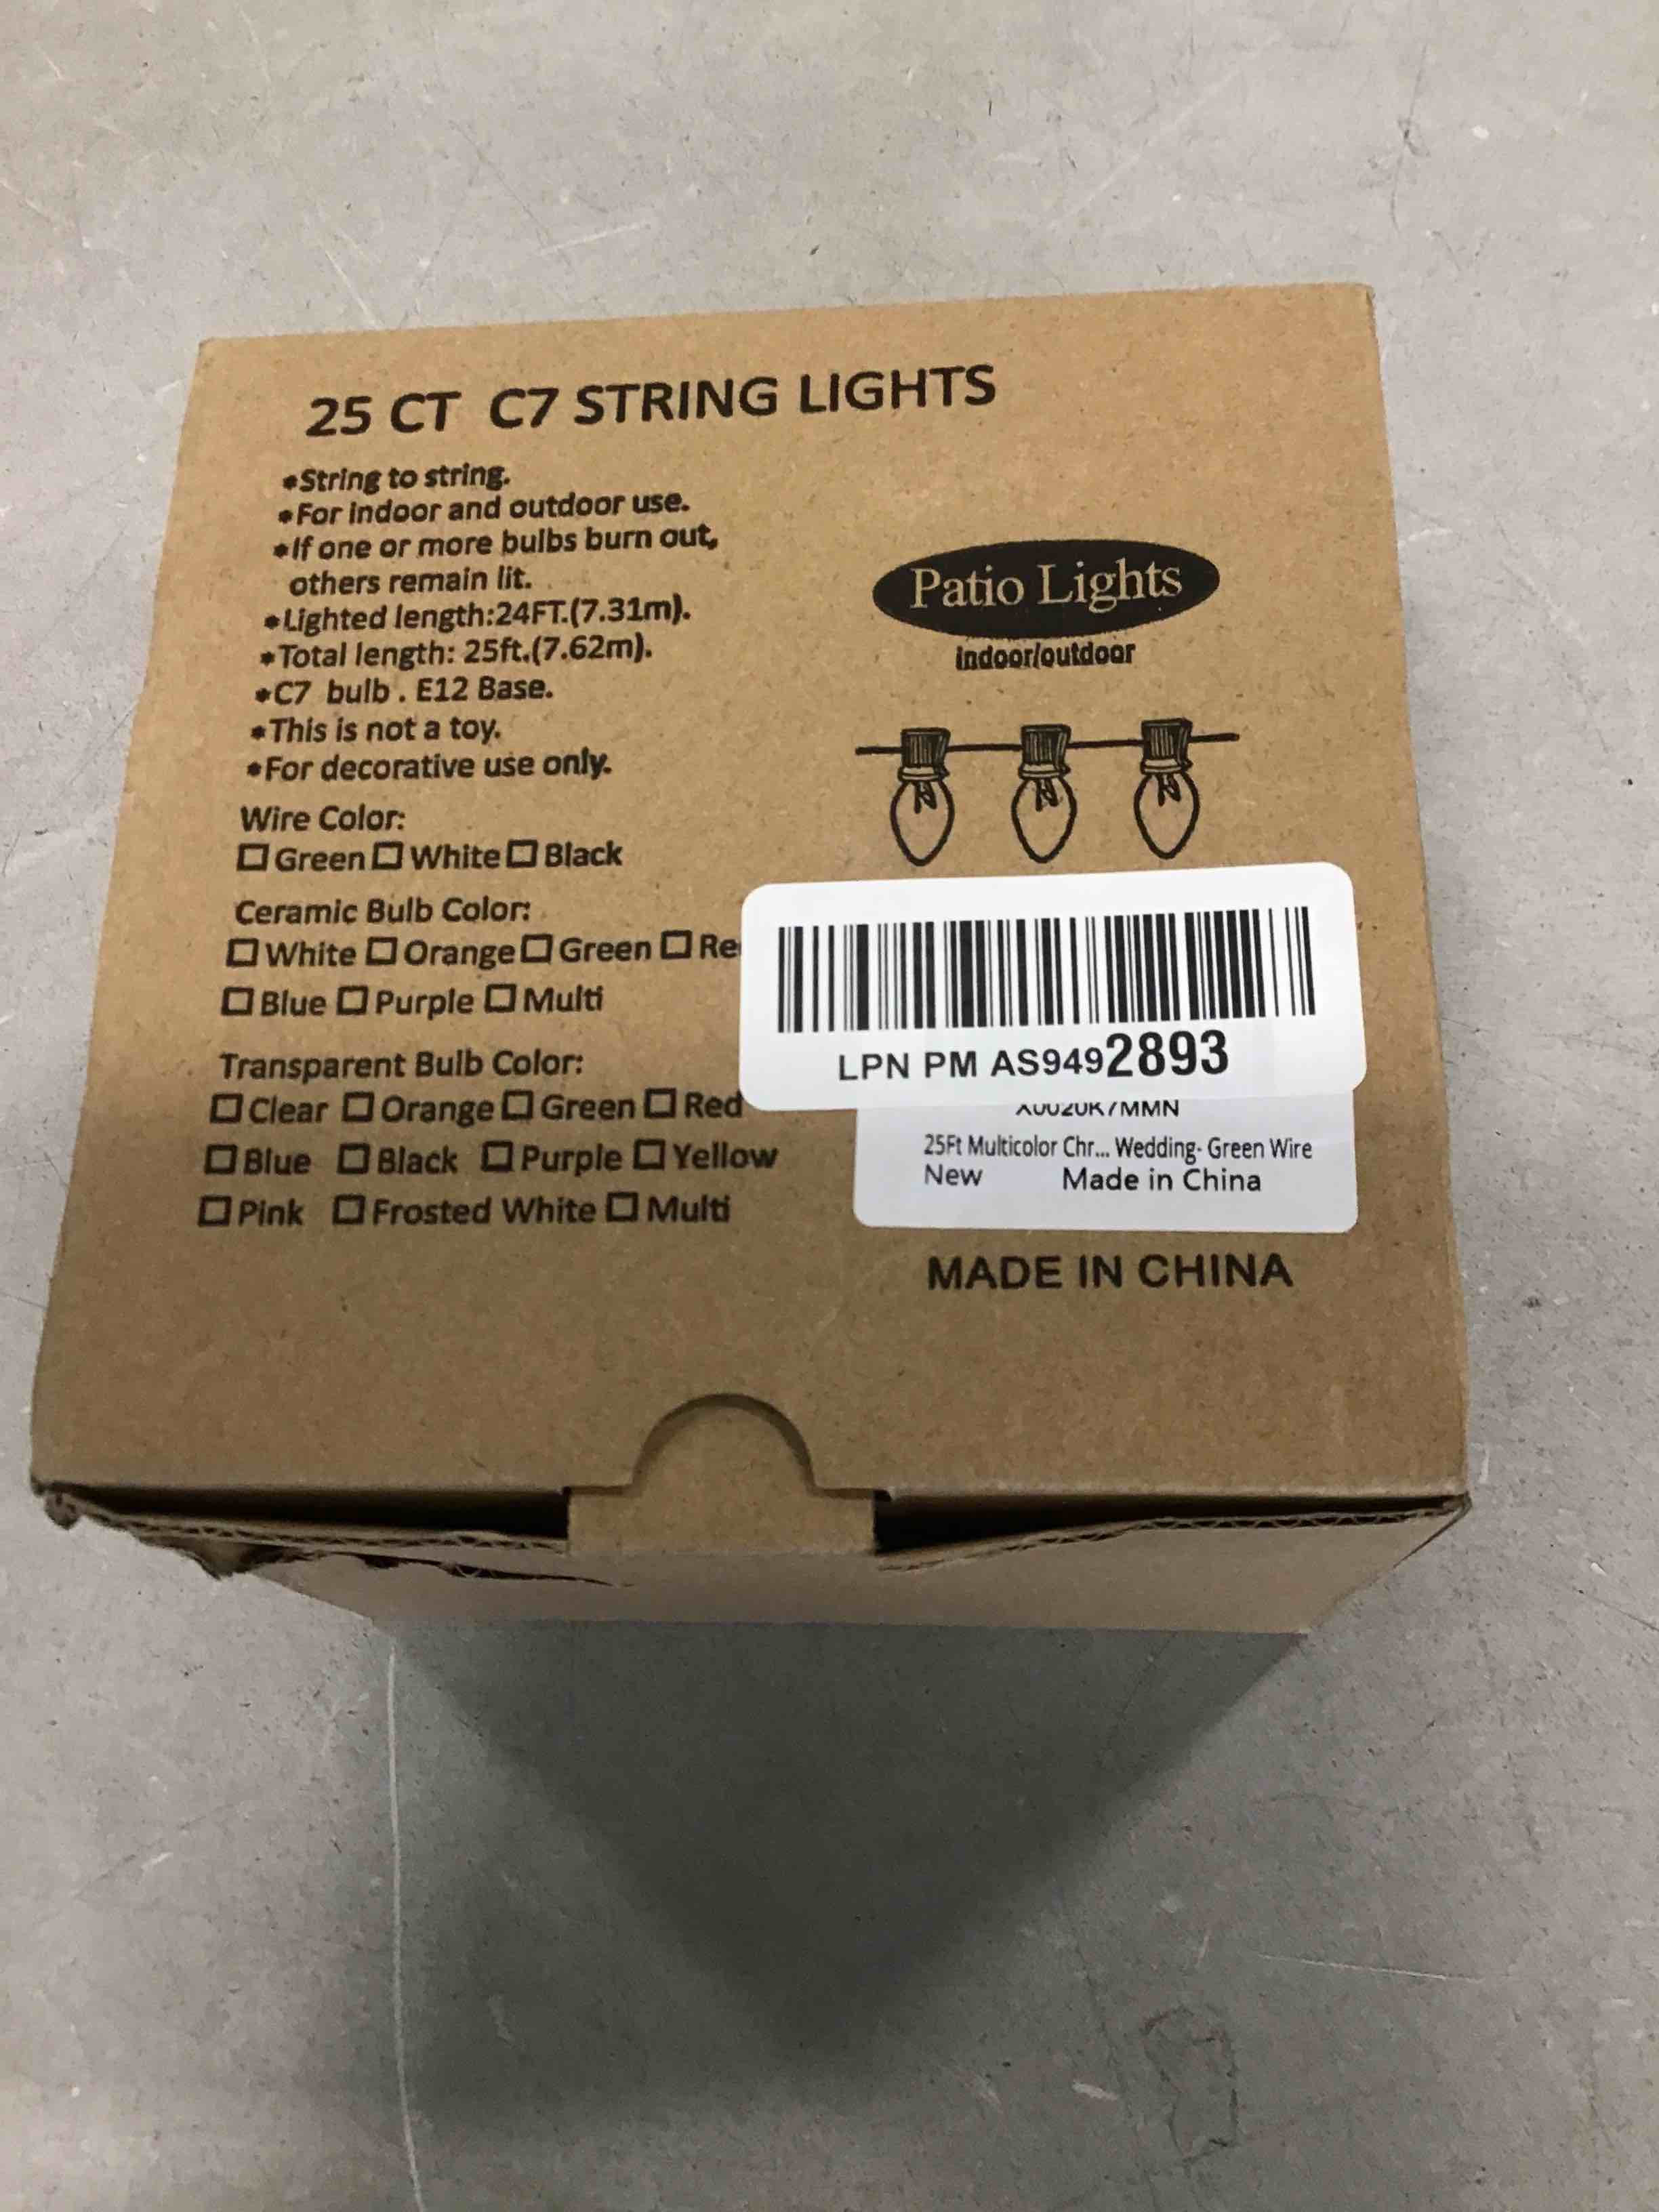 25 CT C7 STRING LIGHTS
*String to string.
*For indoor and outdoor use.
*If one or more bulbs burn out,
others remain lit.
*Lighted length:24FT.(7.31m).
*Total length: 25ft.(7.62m).
*C7 bulb . E12 Base.
*This is not a toy.
*For decorative use only.
Wire Color:
☐ Green ☐ White ☐ Black
Ceramic Bulb Color:
☐ White ☐ Orange ☐ Green ☐ Re
☐ Blue ☐ Purple ☐ Multi
Transparent Bulb Color:
☐ Clear ☐ Orange ☐ Green ☐ Red
☐ Blue ☐ Black ☐ Purple ☐ Yellow
☐ Pink ☐ Frosted White ☐ Multi
Patio Lights
indoor/outdoor
LPN PM AS9492893
X0020K7MMN
25Ft Multicolor Chr... Wedding- Green Wire
New Made in China
MADE IN CHINA